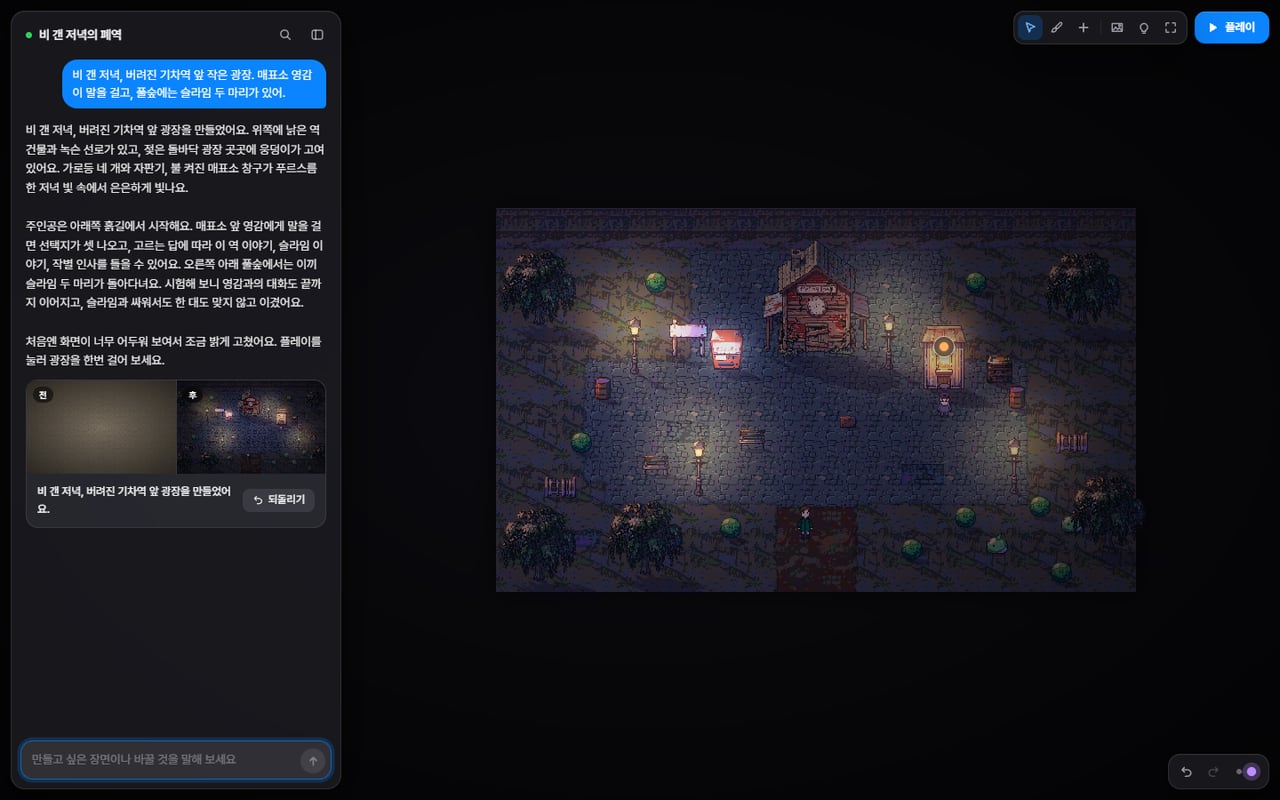 비 갠 저녁의 폐역
플레이
비 갠 저녁, 버려진 기차역 앞 작은 광장. 매표소 영감
이 말을 걸고, 풀숲에는 슬라임 두 마리가 있어.
비 갠 저녁, 버려진 기차역 앞 광장을 만들었어요. 위쪽에 낡은 역
건물과 녹슨 선로가 있고, 젖은 돌바닥 광장 곳곳에 웅덩이가 고여
있어요. 가로등 네 개와 자판기, 불 켜진 매표소 창구가 푸르스름
한 저녁 빛 속에서 은은하게 빛나요.
주인공은 아래쪽 흙길에서 시작해요. 매표소 앞 영감에게 말을 걸
면 선택지가 셋 나오고, 고르는 답에 따라 이 역 이야기, 슬라임 이
야기, 작별 인사를 들을 수 있어요. 오른쪽 아래 풀숲에서는 이끼
슬라임 두 마리가 돌아다녀요. 시험해 보니 영감과의 대화도 끝까
지 이어지고, 슬라임과 싸워서도 한 대도 맞지 않고 이겼어요.
처음엔 화면이 너무 어두워 보여서 조금 밝게 고쳤어요. 플레이를
눌러 광장을 한번 걸어 보세요.
전
후
비 갠 저녁, 버려진 기차역 앞 광장을 만들었어
요.
되돌리기
만들고 싶은 장면이나 바꿀 것을 말해 보세요